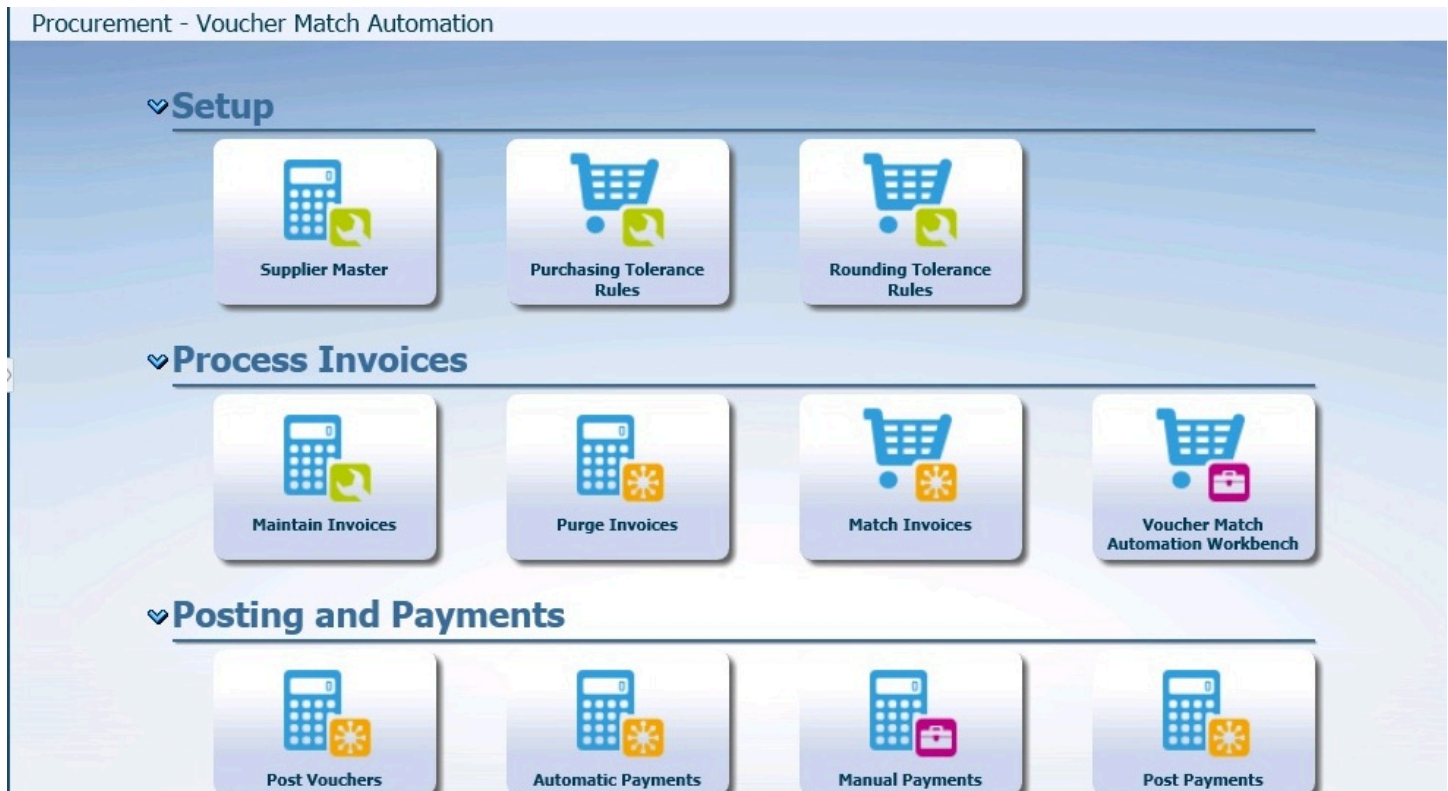 Procurement - Voucher Match Automation
Setup
Supplier Master
Purchasing Tolerance
Rules
Rounding Tolerance
Rules
Process Invoices
Maintain Invoices
Purge Invoices
Match Invoices
Voucher Match
Automation Workbench
Posting and Payments
Post Vouchers
Automatic Payments
Manual Payments
Post Payments